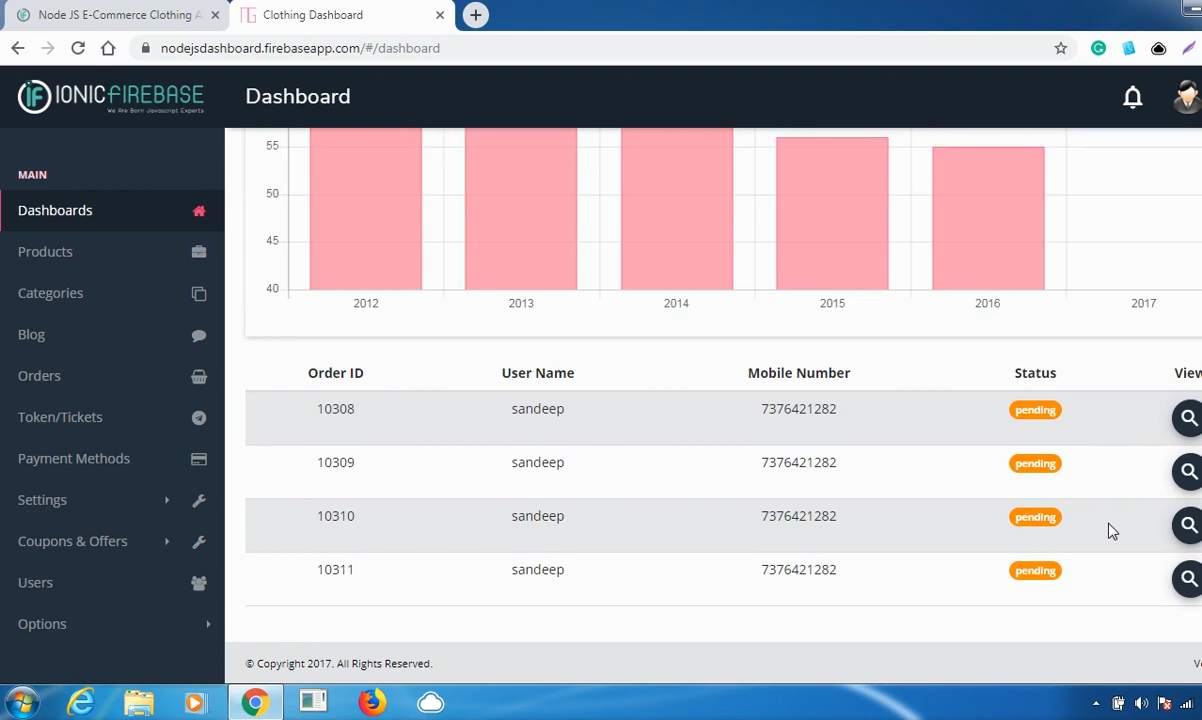 Node JS E-Commerce Clothing A
Clothing Dashboard
nodejsdashboard.firebaseapp.com/#/dashboard
IONICFIREBASE
We Are Born Javascript Experts
Dashboard
MAIN
Dashboards
Products
Categories
Blog
Orders
Token/Tickets
Payment Methods
Settings
Coupons & Offers
Users
Options
55
50
45
40
2012 2013 2014 2015 2016 2017
Order ID User Name Mobile Number Status View
10308 sandeep 7376421282 pending
10309 sandeep 7376421282 pending
10310 sandeep 7376421282 pending
10311 sandeep 7376421282 pending
© Copyright 2017. All Rights Reserved.